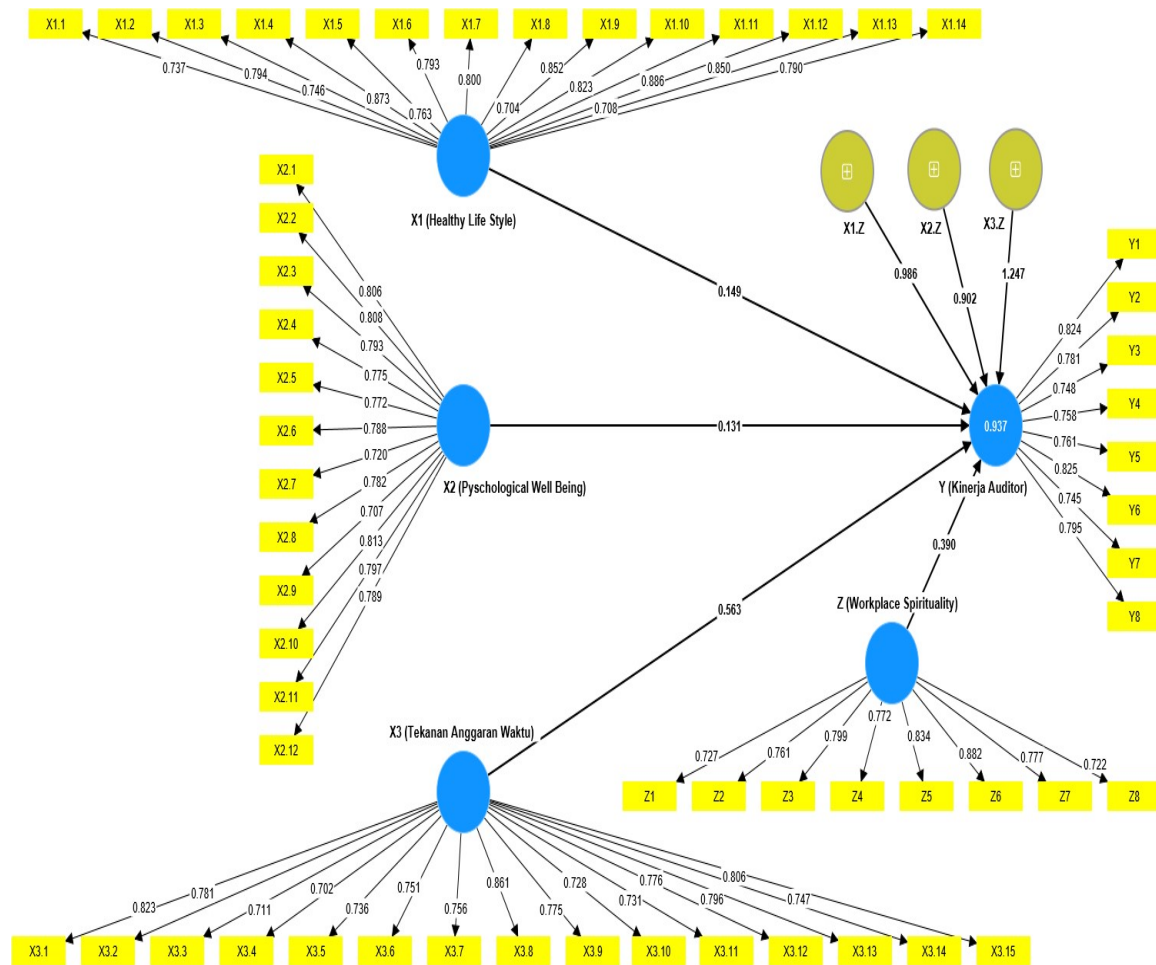 X1.1 X1.2 X1.3 X1.4 X1.5 X1.6 X1.7 X1.8 X1.9 X1.10 X1.11 X1.12 X1.13 X1.14
0.737 0.794 0.746 0.873 0.763 0.793 0.800 0.704 0.852 0.823 0.886 0.708 0.850 0.790
X1 (Healthy Life Style)
X1.Z X2.Z X3.Z
0.986
0.902
1.247
0.149
X2.1
X2.2
X2.3
X2.4
X2.5
X2.6
X2.7
X2.8
X2.9
X2.10
X2.11
X2.12
0.806
0.808
0.793
0.775
0.772
0.788
0.720
0.782
0.707
0.813
0.797
0.789
X2 (Pyschological Well Being)
0.131
0.937
Y (Kinerja Auditor)
0.824
0.781
0.748
0.758
0.761
0.825
0.745
0.795
Y1
Y2
Y3
Y4
Y5
Y6
Y7
Y8
0.390
0.563
Z (Workplace Spirituality)
0.727 0.761 0.799 0.772 0.834 0.882 0.777 0.722
Z1 Z2 Z3 Z4 Z5 Z6 Z7 Z8
X3 (Tekanan Anggaran Waktu)
0.823 0.781 0.711 0.702 0.736 0.751 0.756 0.861 0.775 0.728 0.731 0.776 0.796 0.806 0.747
X3.1 X3.2 X3.3 X3.4 X3.5 X3.6 X3.7 X3.8 X3.9 X3.10 X3.11 X3.12 X3.13 X3.14 X3.15